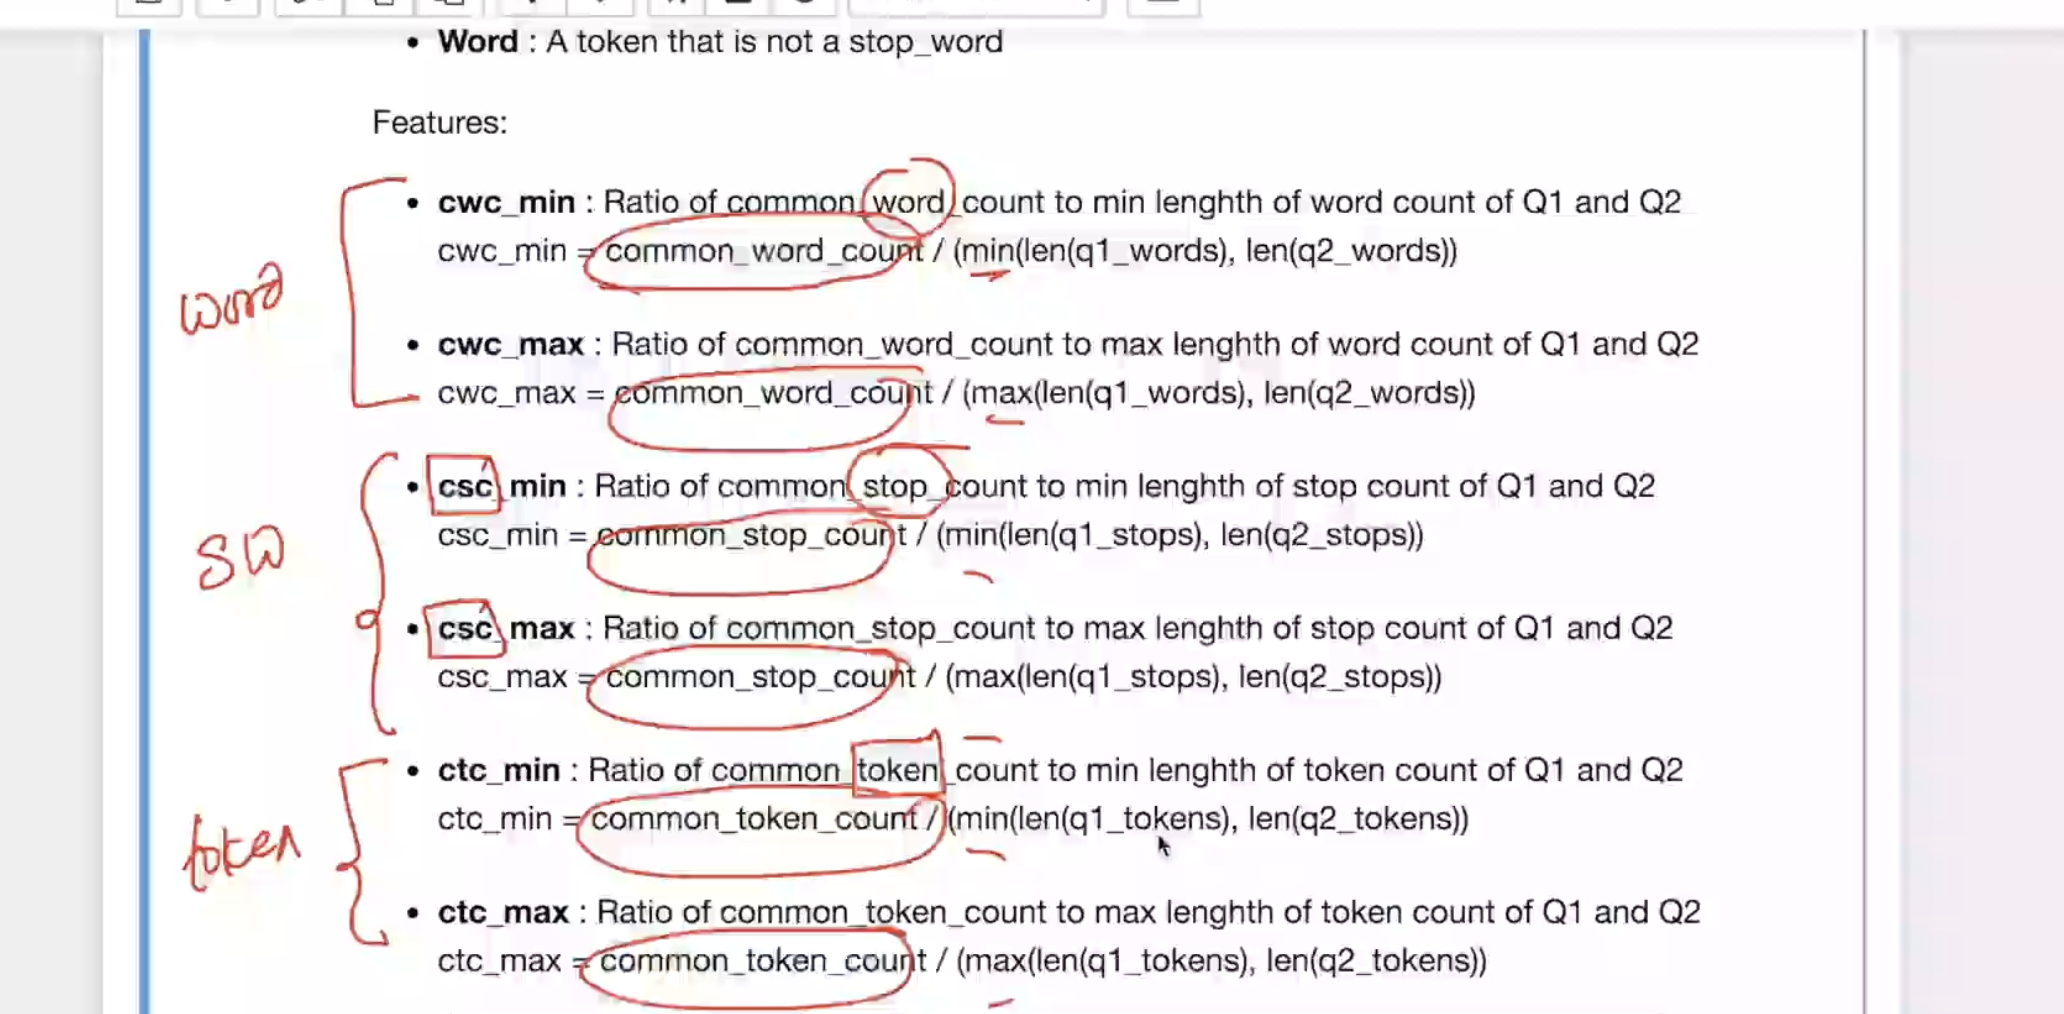 • Word : A token that is not a stop_word
Features:
• cwc_min : Ratio of common_word_count to min lenghth of word count of Q1 and Q2
cwc_min = common_word_count / (min(len(q1_words), len(q2_words))
word
• cwc_max : Ratio of common_word_count to max lenghth of word count of Q1 and Q2
cwc_max = common_word_count / (max(len(q1_words), len(q2_words))
• csc_min : Ratio of common_stop_count to min lenghth of stop count of Q1 and Q2
csc_min = common_stop_count / (min(len(q1_stops), len(q2_stops))
SW
• csc_max : Ratio of common_stop_count to max lenghth of stop count of Q1 and Q2
csc_max = common_stop_count / (max(len(q1_stops), len(q2_stops))
• ctc_min : Ratio of common_token_count to min lenghth of token count of Q1 and Q2
ctc_min = common_token_count / (min(len(q1_tokens), len(q2_tokens))
token
• ctc_max : Ratio of common_token_count to max lenghth of token count of Q1 and Q2
ctc_max = common_token_count / (max(len(q1_tokens), len(q2_tokens))